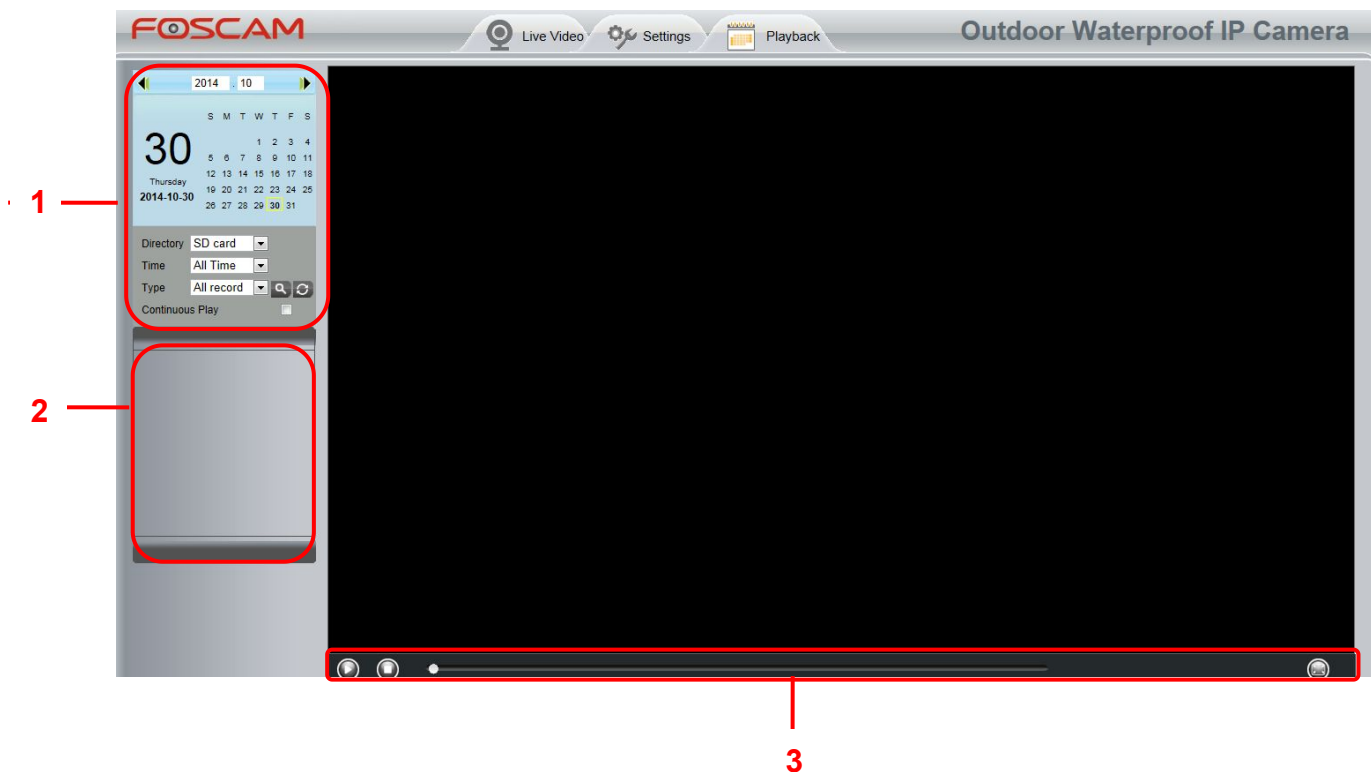 FOSCAM
Live Video
Settings
Playback
Outdoor Waterproof IP Camera
2014 . 10
S M T W T F S
1 2 3 4
5 6 7 8 9 10 11
12 13 14 15 16 17 18
19 20 21 22 23 24 25
26 27 28 29 30 31
30
Thursday
2014-10-30
Directory SD card
Time All Time
Type All record
Continuous Play
1
2
3